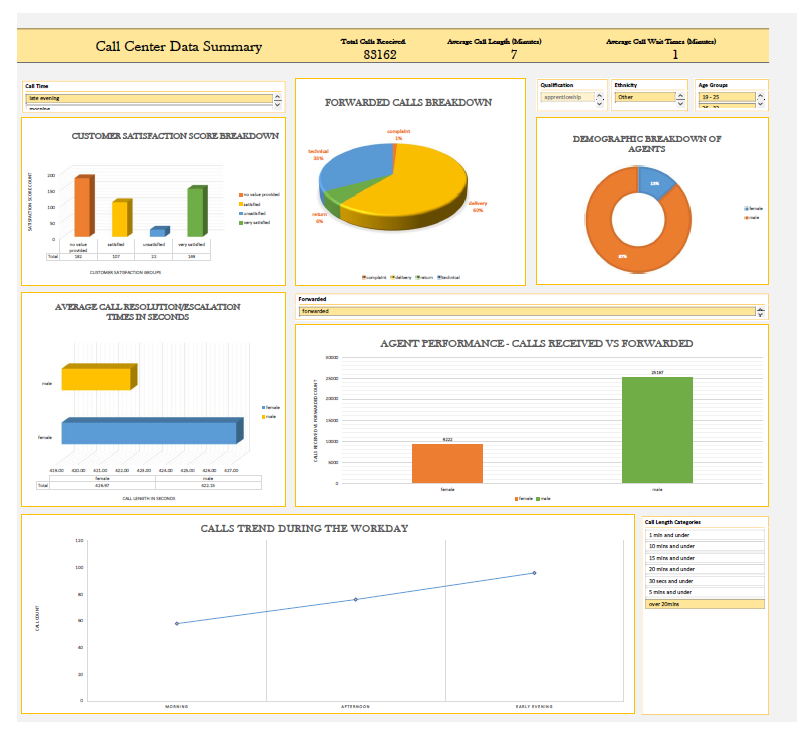 Call Center Data Summary
Total Calls Received
83162
Average Call Length (Minutes)
7
Average Call Wait Times (Minutes)
1
Call Time
late evening
morning
CUSTOMER SATISFACTION SCORE BREAKDOWN
SATISFACTION SCORE COUNT
200
150
100
50
0
no value provided
satisfied
unsatisfied
very satisfied
no value
provided
satisfied
unsatisfied
very satisfied
Total
182
107
149
CUSTOMER SATISFACTION GROUPS
FORWARDED CALLS BREAKDOWN
complaint
1%
technical
33%
return
6%
delivery
60%
complaint
delivery
return
technical
Qualification
apprenticeship
Ethnicity
Other
Age Groups
19 - 25
DEMOGRAPHIC BREAKDOWN OF
AGENTS
13%
87%
female
male
AVERAGE CALL RESOLUTION/ESCALATION
TIMES IN SECONDS
male
female
female
male
419.00
420.00
421.00
422.00
423.00
424.00
425.00
426.00
427.00
female
male
Total
426.97
422.15
CALL LENGTH IN SECONDS
Forwarded
forwarded
AGENT PERFORMANCE - CALLS RECEIVED VS FORWARDED
CALLS RECEIVED VS FORWARDED COUNT
30000
25000
20000
15000
10000
5000
0
9222
25187
female
male
female
male
CALLS TREND DURING THE WORKDAY
CALL COUNT
120
100
80
60
40
20
0
MORNING
AFTERNOON
EARLY EVENING
Call Length Categories
1 min and under
10 mins and under
15 mins and under
20 mins and under
30 secs and under
5 mins and under
over 20mins